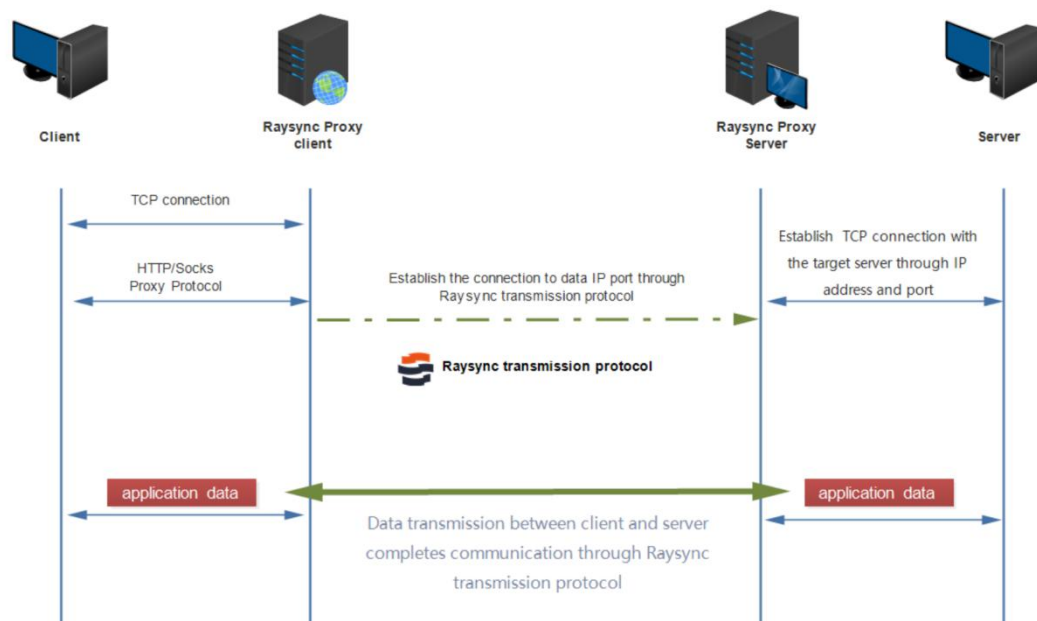 Client
Raysync Proxy
client
Raysync Proxy
Server
Server
TCP connection
HTTP/Socks
Proxy Protocol
Establish the connection to data IP port through
Raysync transmission protocol
Establish TCP connection with
the target server through IP
address and port
Raysync transmission protocol
application data
application data
Data transmission between client and server
completes communication through Raysync
transmission protocol